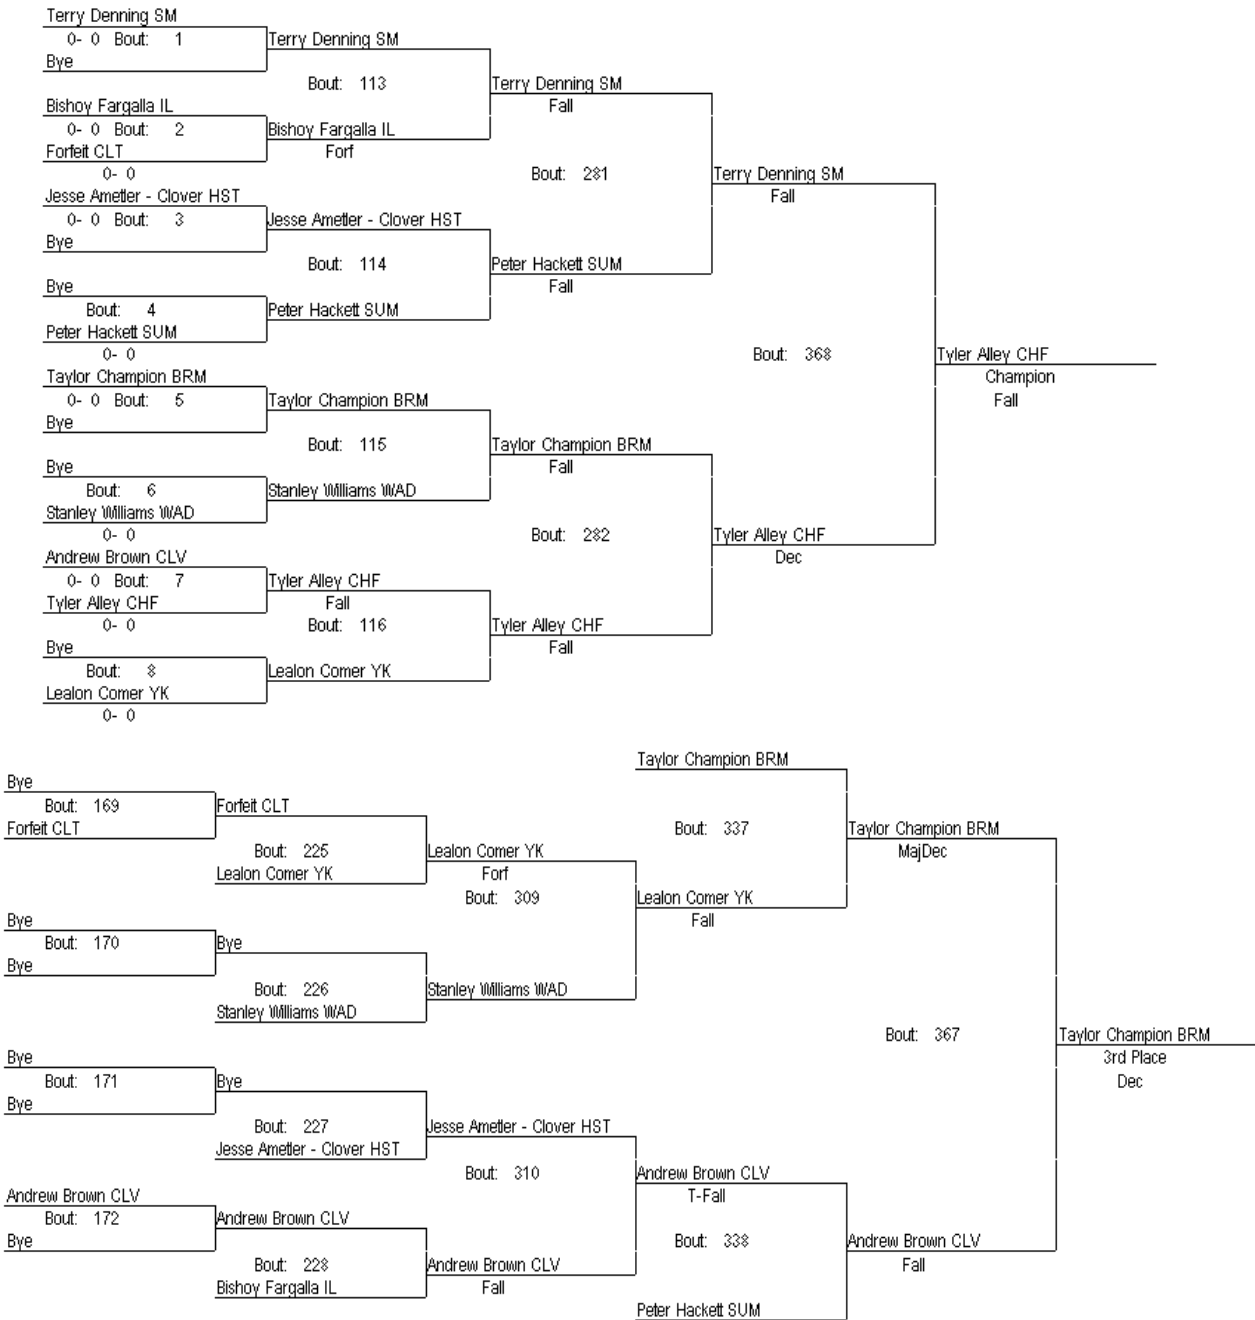 Terry Denning SM
0- 0 Bout: 1
Terry Denning SM
Bye
Bout: 113
Terry Denning SM
Fall
Bishoy Fargalla IL
0- 0 Bout: 2
Bishoy Fargalla IL
Forfeit CLT
Forf
0- 0
Bout: 281
Terry Denning SM
Fall
Jesse Ametler - Clover HST
0- 0 Bout: 3
Jesse Ametler - Clover HST
Bye
Bout: 114
Peter Hackett SUM
Fall
Bye
Bout: 4
Peter Hackett SUM
Peter Hackett SUM
0- 0
Bout: 368
Tyler Alley CHF
Champion
Fall
Taylor Champion BRM
0- 0 Bout: 5
Taylor Champion BRM
Bye
Bout: 115
Taylor Champion BRM
Fall
Bye
Bout: 6
Stanley Williams WAD
Stanley Williams WAD
0- 0
Bout: 282
Tyler Alley CHF
Dec
Andrew Brown CLV
0- 0 Bout: 7
Tyler Alley CHF
Tyler Alley CHF
Fall
0- 0
Bout: 116
Tyler Alley CHF
Fall
Bye
Bout: 8
Lealon Comer YK
Lealon Comer YK
0- 0
Taylor Champion BRM
Bye
Bout: 169
Forfeit CLT
Forfeit CLT
Bout: 337
Taylor Champion BRM
MajDec
Bout: 225
Lealon Comer YK
Lealon Comer YK
Forf
Bout: 309
Lealon Comer YK
Fall
Bye
Bout: 170
Bye
Bye
Bout: 226
Stanley Williams WAD
Stanley Williams WAD
Bout: 367
Taylor Champion BRM
3rd Place
Dec
Bye
Bout: 171
Bye
Bye
Bout: 227
Jesse Ametler - Clover HST
Jesse Ametler - Clover HST
Bout: 310
Andrew Brown CLV
T-Fall
Andrew Brown CLV
Bout: 172
Andrew Brown CLV
Bye
Bout: 338
Andrew Brown CLV
Fall
Bout: 228
Andrew Brown CLV
Bishoy Fargalla IL
Fall
Peter Hackett SUM